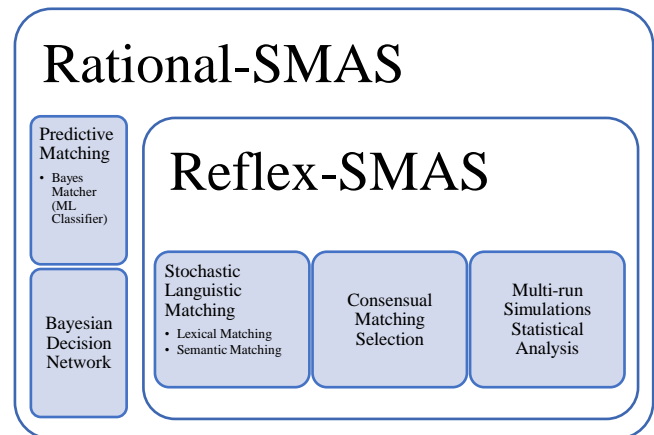 Rational-SMAS
Predictive
Matching
• Bayes
Matcher
(ML
Classifier)
Bayesian
Decision
Network
Reflex-SMAS
Stochastic
Languistic
Matching
• Lexical Matching
• Semantic Matching
Consensual
Matching
Selection
Multi-run
Simulations
Statistical
Analysis